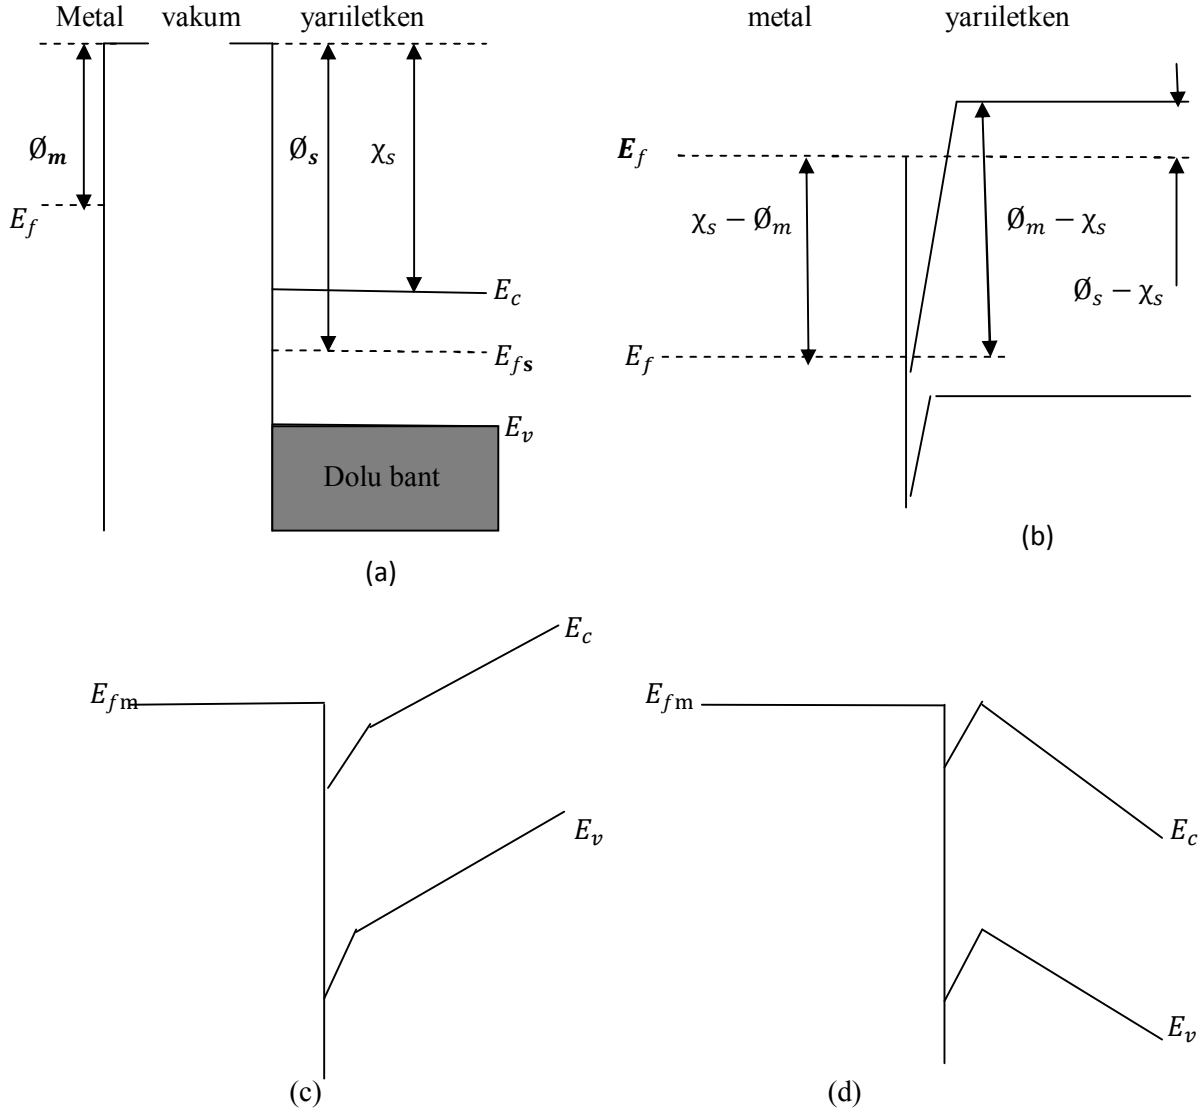 Metal vakum yarıiletken
Ø𝒎
Øs
χs
Ef
Ec
Efs
Ev
Dolu bant
(a)
metal yarıiletken
Ef
χs − Øm
Øm − χs
Øs − χs
Ef
(b)
Efm
Ec
Ev
(c)
Efm
Ec
Ev
(d)